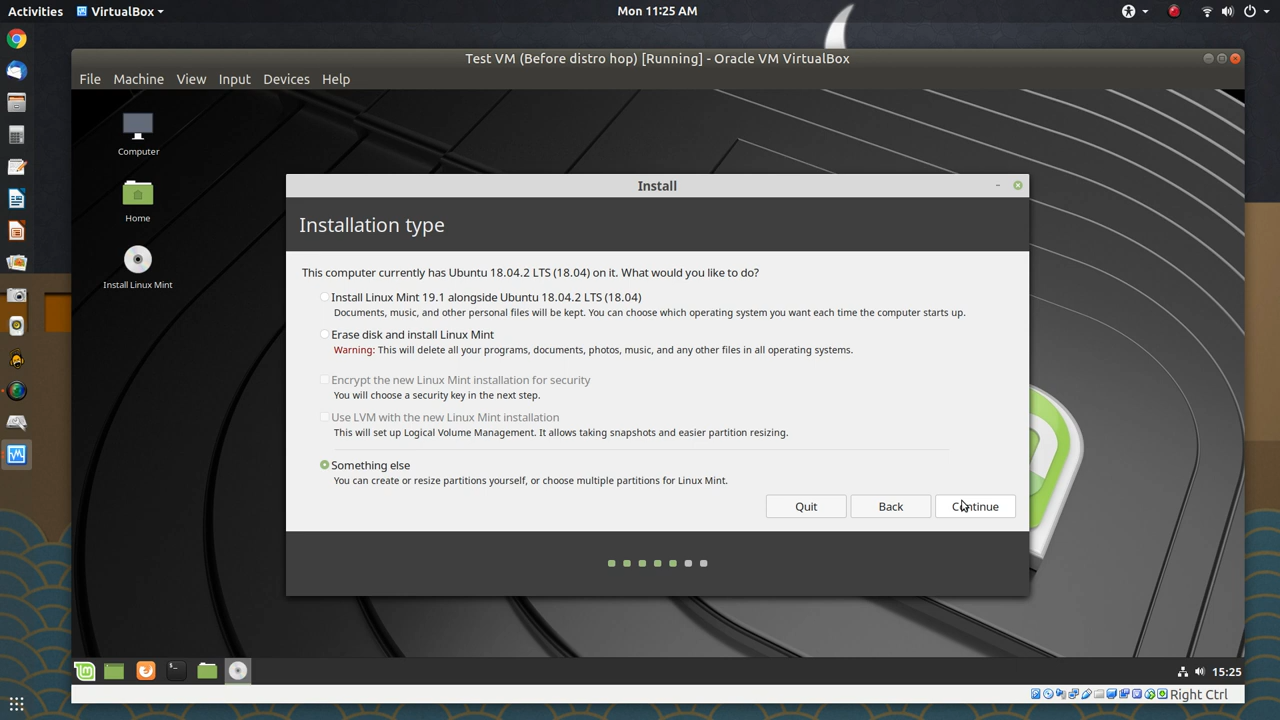 Activities VirtualBox Mon 11:25 AM
Test VM (Before distro hop) [Running] - Oracle VM VirtualBox
File Machine View Input Devices Help
Computer
Home
Install Linux Mint
Install
Installation type
This computer currently has Ubuntu 18.04.2 LTS (18.04) on it. What would you like to do?
Install Linux Mint 19.1 alongside Ubuntu 18.04.2 LTS (18.04)
Documents, music, and other personal files will be kept. You can choose which operating system you want each time the computer starts up.
Erase disk and install Linux Mint
Warning: This will delete all your programs, documents, photos, music, and any other files in all operating systems.
Encrypt the new Linux Mint installation for security
You will choose a security key in the next step.
Use LVM with the new Linux Mint installation
This will set up Logical Volume Management. It allows taking snapshots and easier partition resizing.
Something else
You can create or resize partitions yourself, or choose multiple partitions for Linux Mint.
Quit Back Continue
15:25
Right Ctrl